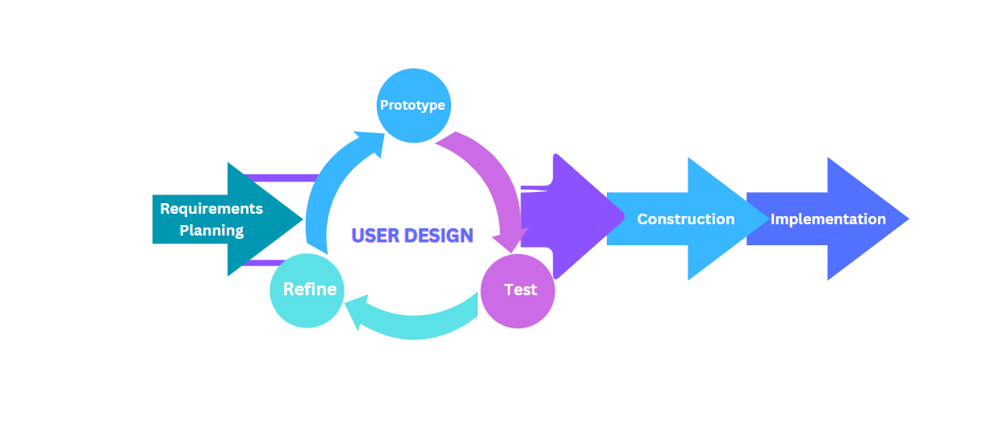 Prototype
Requirements
Planning
USER DESIGN
Construction
Implementation
Refine
Test